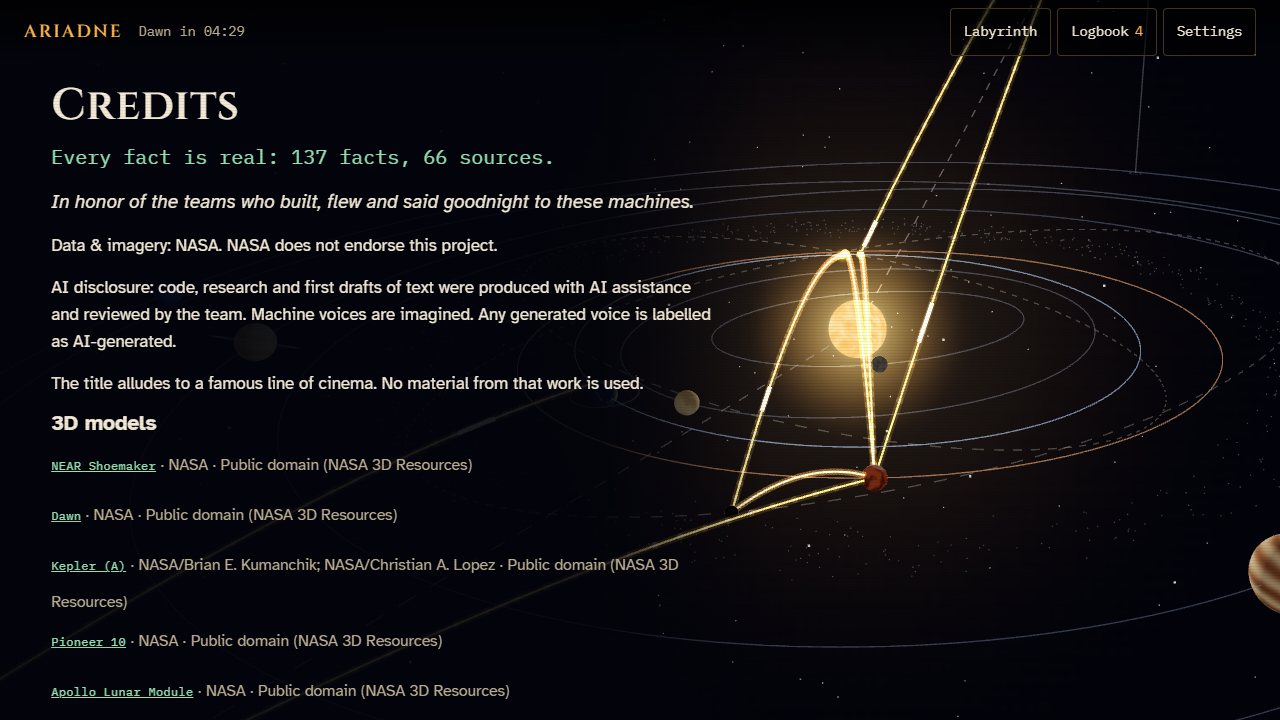 ARIADNE Dawn in 04:29 Labyrinth Logbook 4 Settings
CREDITS
Every fact is real: 137 facts, 66 sources.
In honor of the teams who built, flew and said goodnight to these machines.
Data & imagery: NASA. NASA does not endorse this project.
AI disclosure: code, research and first drafts of text were produced with AI assistance
and reviewed by the team. Machine voices are imagined. Any generated voice is labelled
as AI-generated.
The title alludes to a famous line of cinema. No material from that work is used.
3D models
NEAR Shoemaker · NASA · Public domain (NASA 3D Resources)
Dawn · NASA · Public domain (NASA 3D Resources)
Kepler (A) · NASA/Brian E. Kumanchik; NASA/Christian A. Lopez · Public domain (NASA 3D
Resources)
Pioneer 10 · NASA · Public domain (NASA 3D Resources)
Apollo Lunar Module · NASA · Public domain (NASA 3D Resources)